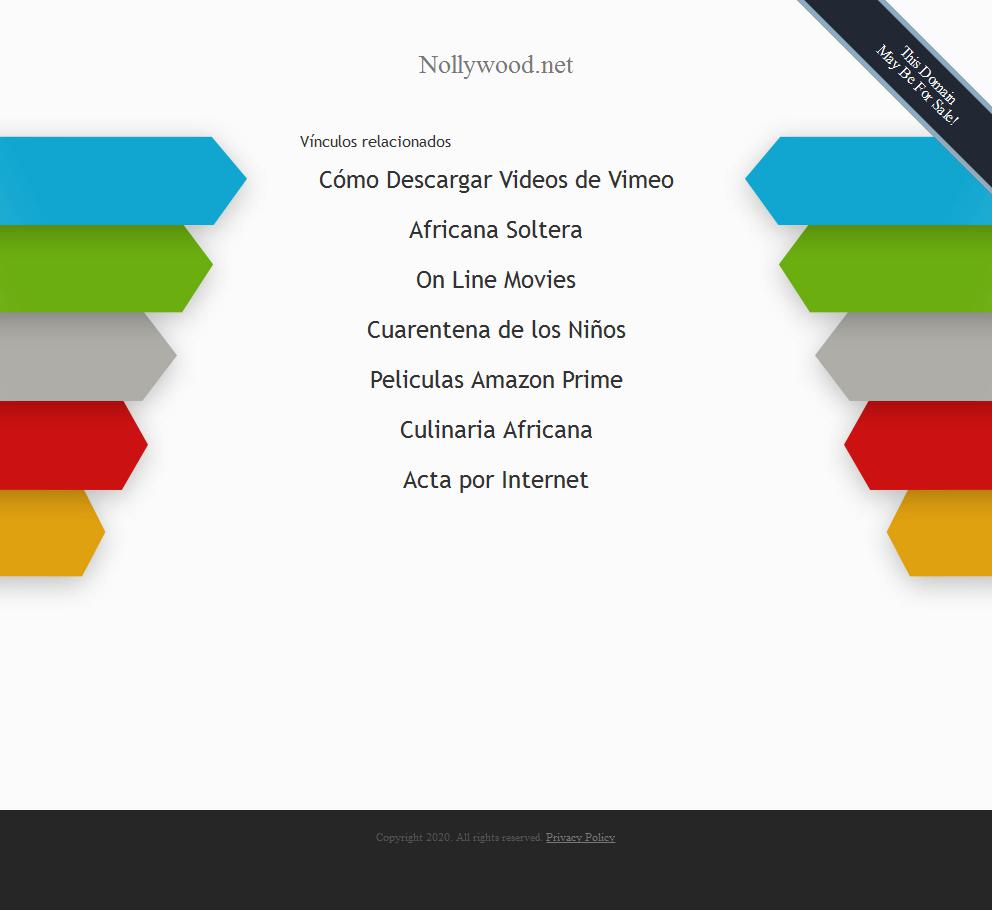 Nollywood.net
This Domain
May Be For Sale!
Vínculos relacionados
Cómo Descargar Videos de Vimeo
Africana Soltera
On Line Movies
Cuarentena de los Niños
Peliculas Amazon Prime
Culinaria Africana
Acta por Internet
Copyright 2020. All rights reserved. Privacy Policy